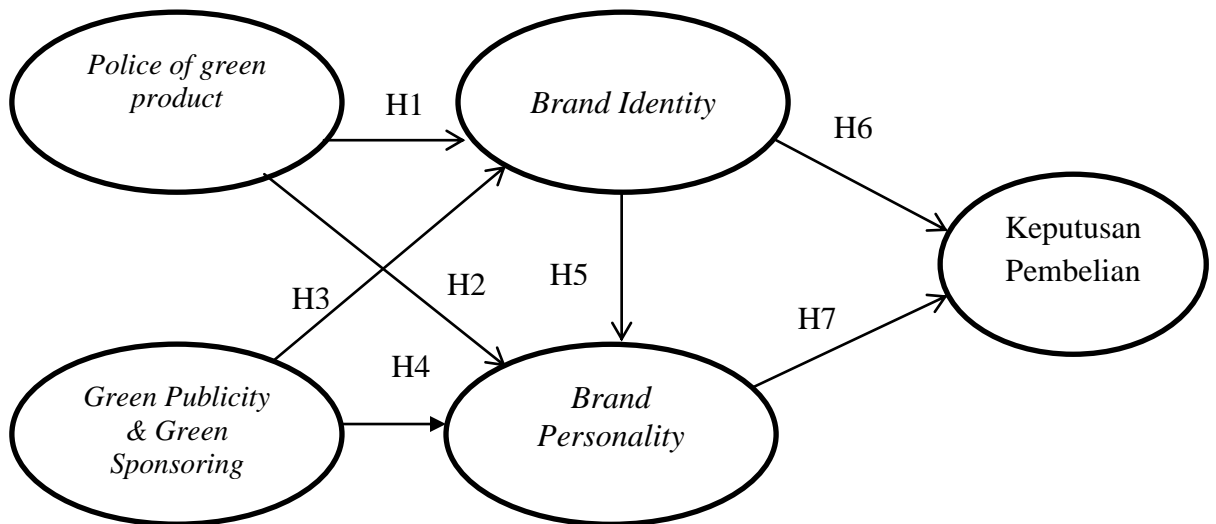 Police of green
product
H1
Brand Identity
H6
Keputusan
Pembelian
H3
H2
H5
H7
H4
Green Publicity
& Green
Sponsoring
Brand
Personality